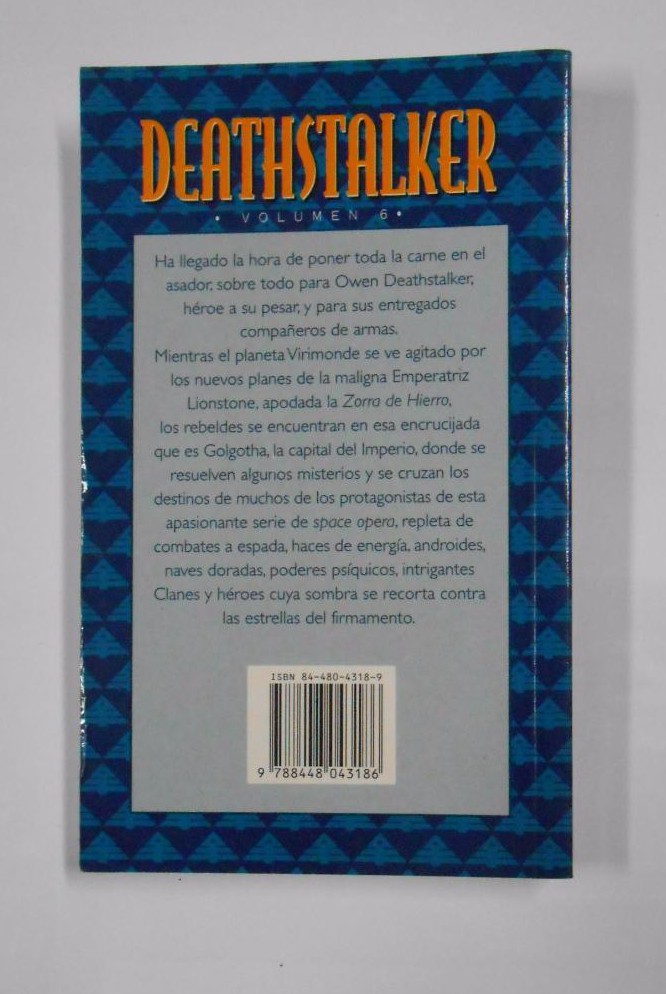 DEATHSTALKER
• VOLUMEN 6 •
Ha llegado la hora de poner toda la carne en el
asador, sobre todo para Owen Deathstalker,
héroe a su pesar, y para sus entregados
compañeros de armas.
Mientras el planeta Virimonde se ve agitado por
los nuevos planes de la maligna Emperatriz
Lionstone, apodada la Zorra de Hierro,
los rebeldes se encuentran en esa encrucijada
que es Golgotha, la capital del Imperio, donde se
resuelven algunos misterios y se cruzan los
destinos de muchos de los protagonistas de esta
apasionante serie de space opera, repleta de
combates a espada, haces de energía, androides,
naves doradas, poderes psíquicos, intrigantes
Clanes y héroes cuya sombra se recorta contra
las estrellas del firmamento.
ISBN 84-480-4318-9
9 788448 043186